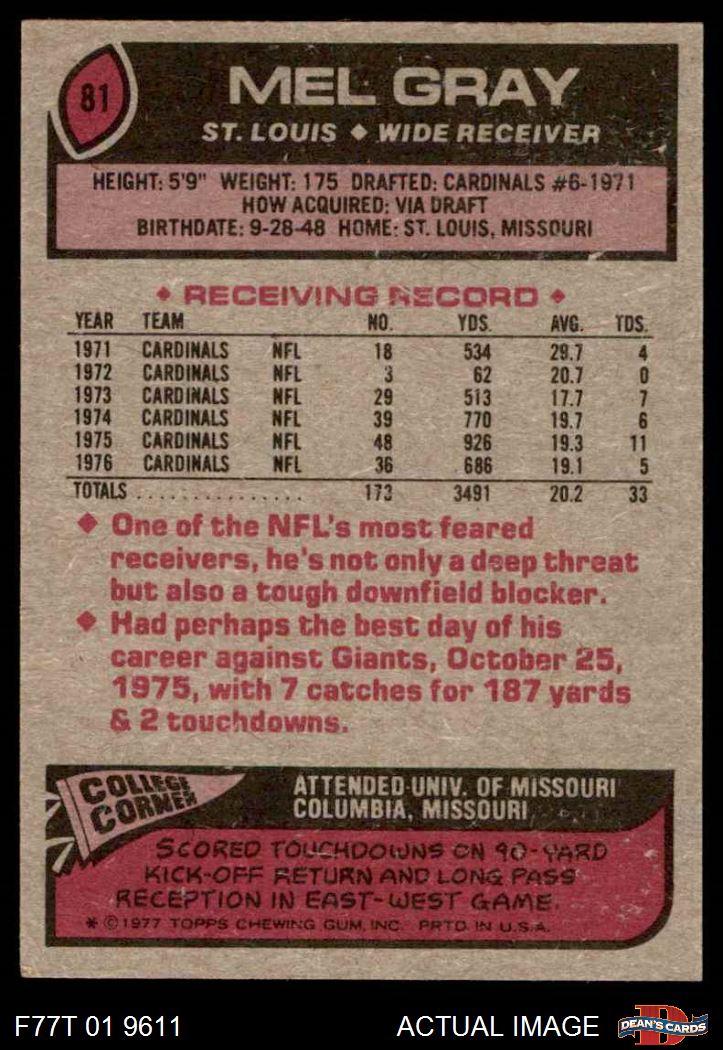 81
MEL GRAY
ST. LOUIS ◆ WIDE RECEIVER
HEIGHT: 5'9" WEIGHT: 175 DRAFTED: CARDINALS #6-1971
HOW ACQUIRED: VIA DRAFT
BIRTHDATE: 9-28-48 HOME: ST. LOUIS, MISSOURI
◆ RECEIVING RECORD ◆
YEAR TEAM NO. YDS. AVG. TDS.
1971 CARDINALS NFL 18 534 29.7 4
1972 CARDINALS NFL 3 62 20.7 0
1973 CARDINALS NFL 29 513 17.7 7
1974 CARDINALS NFL 39 770 19.7 6
1975 CARDINALS NFL 48 926 19.3 11
1976 CARDINALS NFL 36 686 19.1 5
TOTALS . . . . . . . . . . . . . . . 173 3491 20.2 33
◆ One of the NFL's most feared
receivers, he's not only a deep threat
but also a tough downfield blocker.
◆ Had perhaps the best day of his
career against Giants, October 25,
1975, with 7 catches for 187 yards
& 2 touchdowns.
COLLEGE
CORNER
ATTENDED UNIV. OF MISSOURI
COLUMBIA, MISSOURI
SCORED TOUCHDOWNS ON 90-YARD
KICK-OFF RETURN AND LONG PASS
RECEPTION IN EAST-WEST GAME.
* © 1977 TOPPS CHEWING GUM, INC. PRTD. IN U.S.A.
F77T 01 9611 ACTUAL IMAGE
D
DEAN'S CARDS